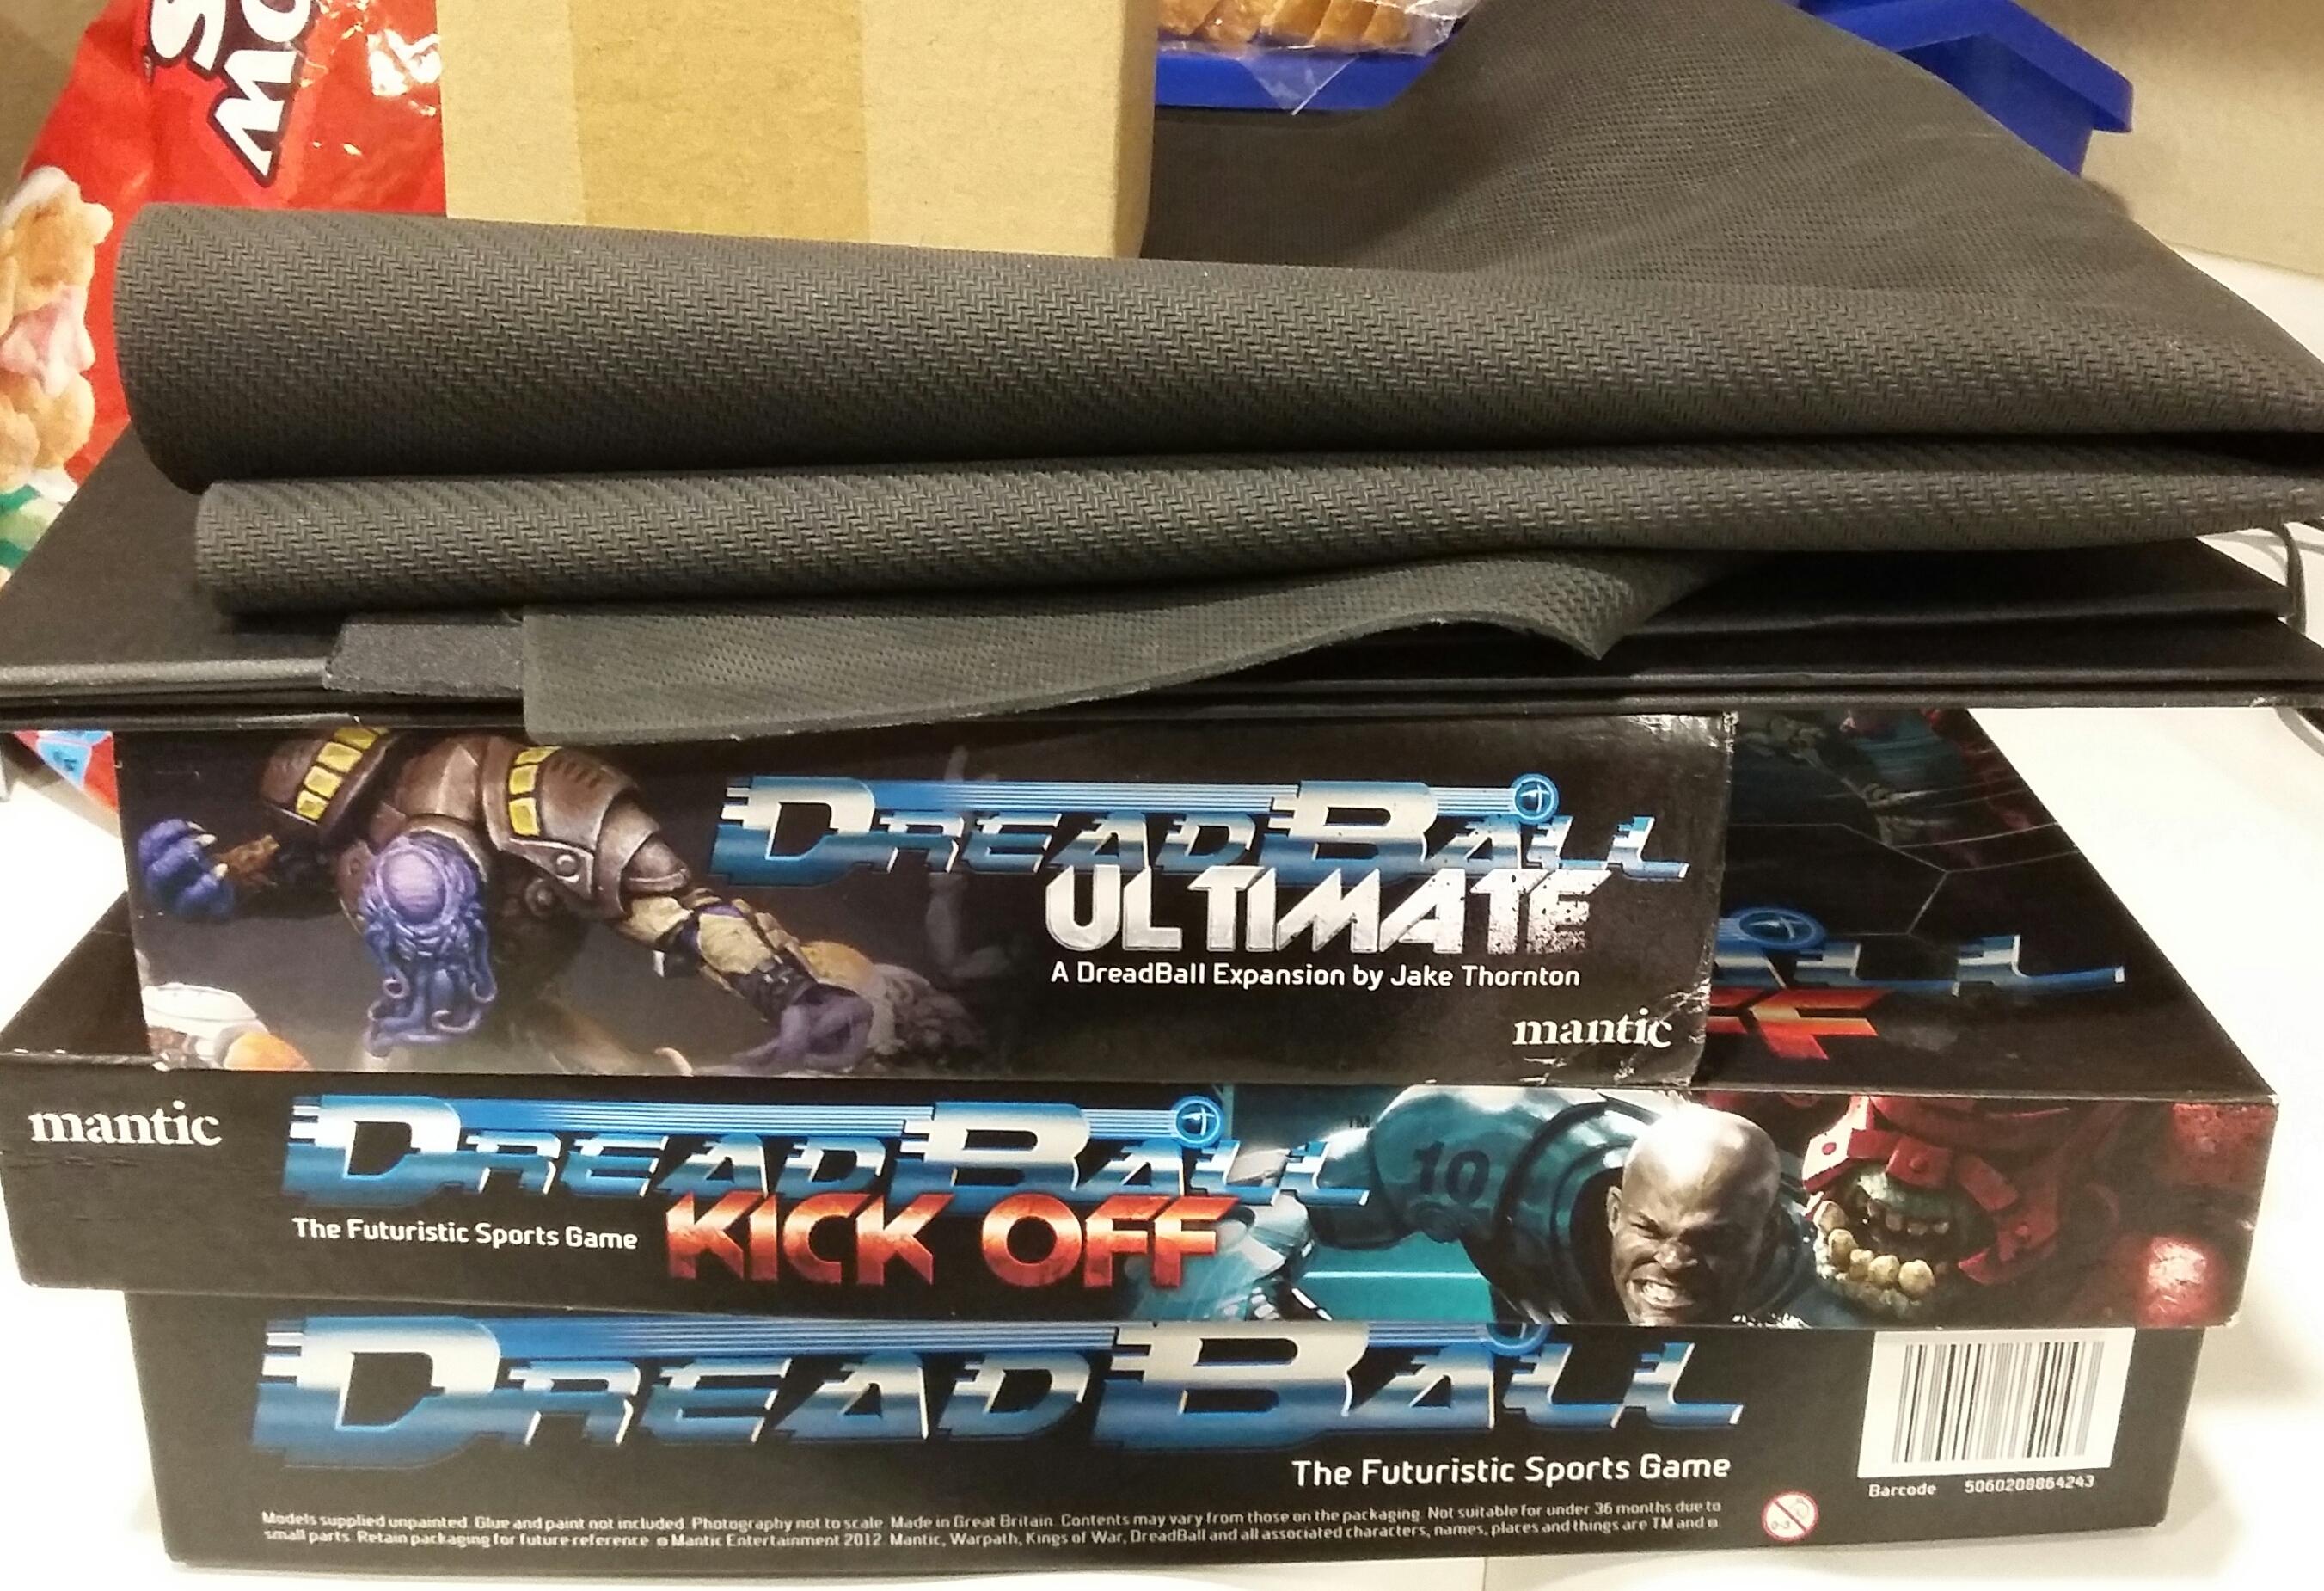 DREADBALL
ULTIMATE
A DreadBall Expansion by Jake Thornton
mantic
mantic
DREADBALL™
The Futuristic Sports Game KICK OFF
10
DREADBALL
The Futuristic Sports Game
Barcode 5060208864243
Models supplied unpainted. Glue and paint not included. Photography not to scale. Made in Great Britain. Contents may vary from those on the packaging. Not suitable for under 36 months due to
small parts. Retain packaging for future reference. © Mantic Entertainment 2012. Mantic, Warpath, Kings of War, DreadBall and all associated characters, names, places and things are TM and ©.